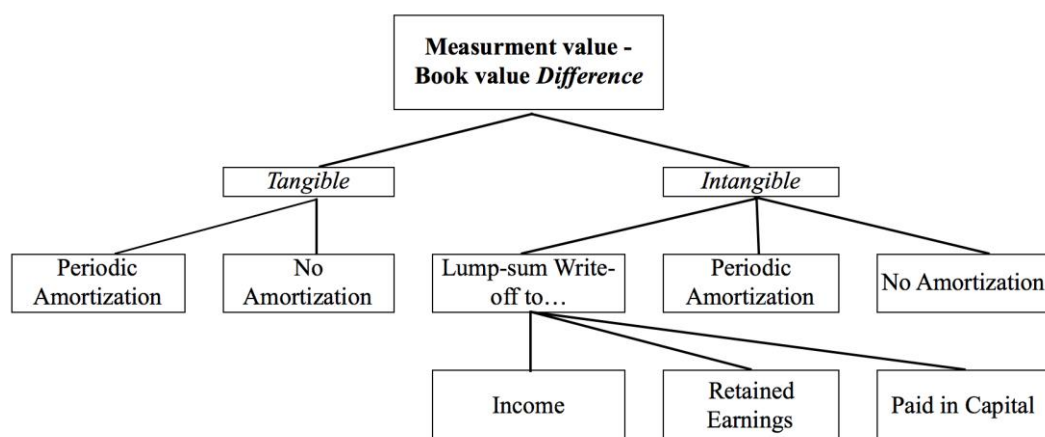 Measurment value -
Book value Difference
Tangible
Intangible
Periodic
Amortization
No
Amortization
Lump-sum Write-
off to…
Periodic
Amortization
No Amortization
Income
Retained
Earnings
Paid in Capital